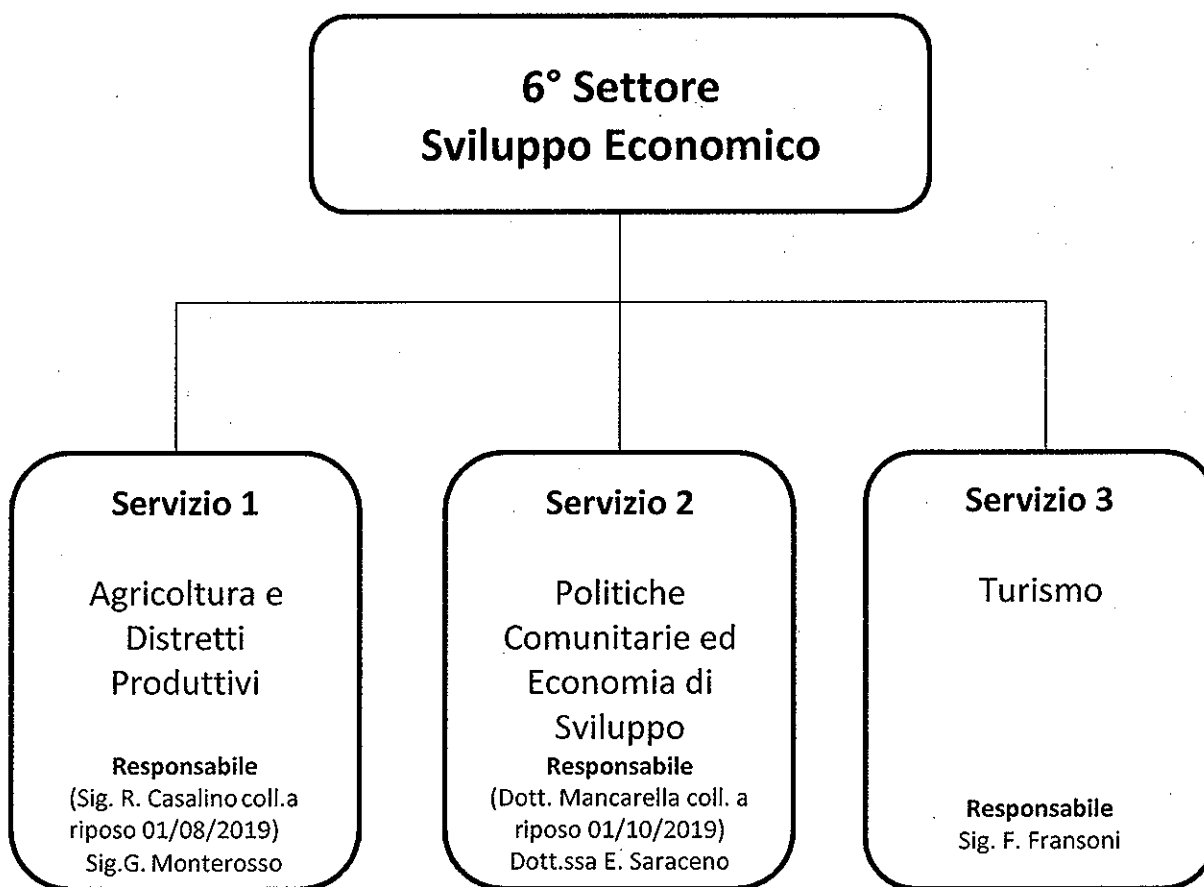 6° Settore
Sviluppo Economico
Servizio 1
Agricoltura e
Distretti
Produttivi
Responsabile
(Sig. R. Casalino coll.a
riposo 01/08/2019)
Sig.G. Monterosso
Servizio 2
Politiche
Comunitarie ed
Economia di
Sviluppo
Responsabile
(Dott. Mancarella coll. a
riposo 01/10/2019)
Dott.ssa E. Saraceno
Servizio 3
Turismo
Responsabile
Sig. F. Fransoni